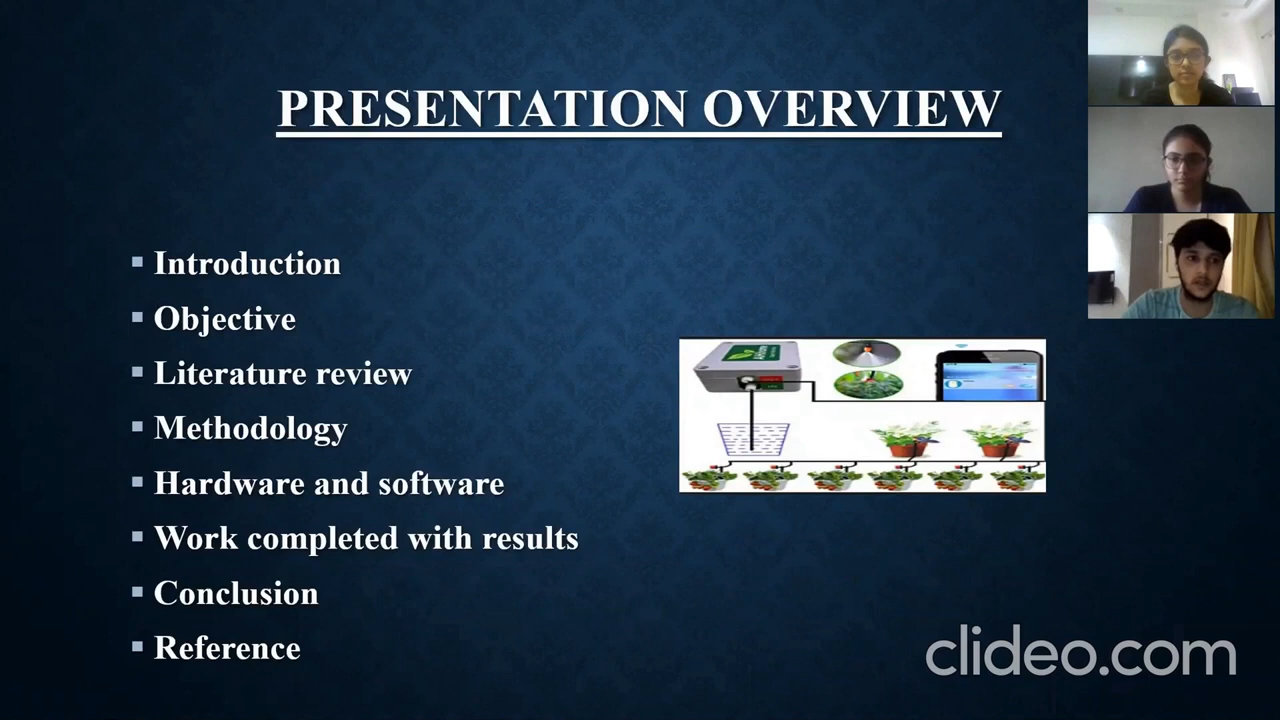 PRESENTATION OVERVIEW
Introduction
Objective
Literature review
Methodology
Hardware and software
Work completed with results
Conclusion
Reference
clideo.com